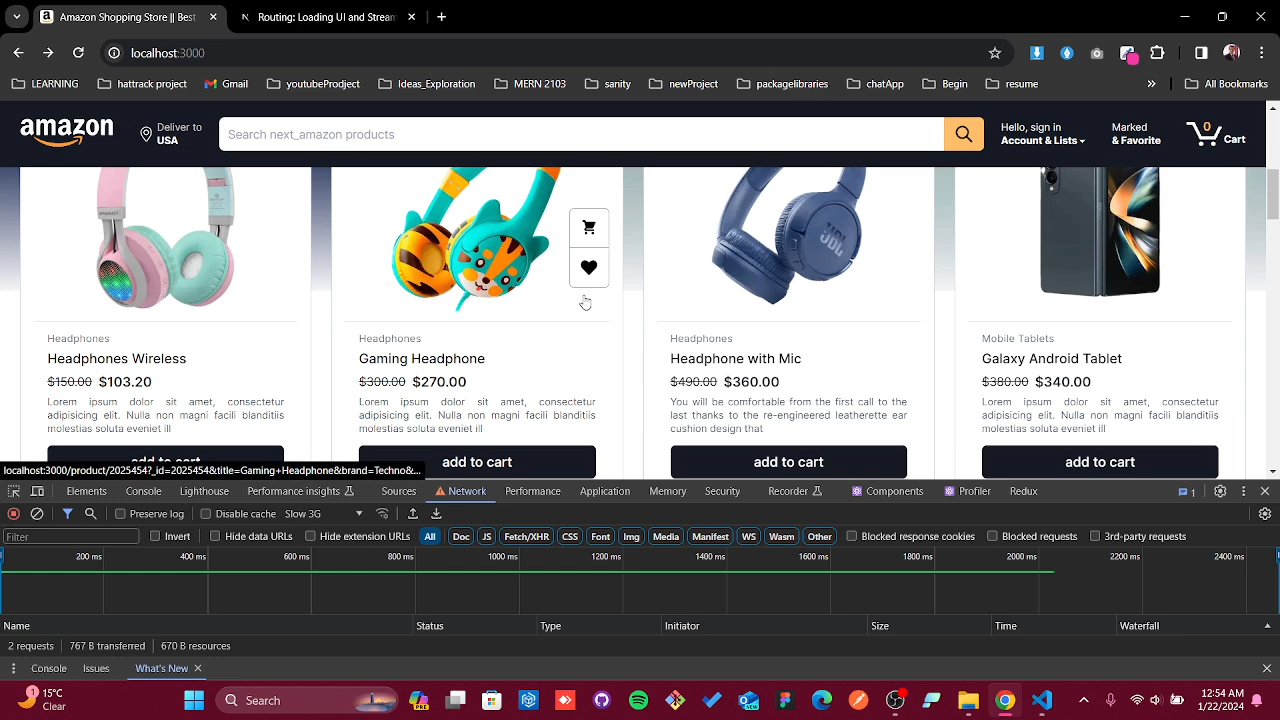 Amazon Shopping Store || Best
Routing: Loading UI and Stream
localhost:3000
LEARNING
hattrack project
Gmail
youtubeProdject
Ideas_Exploration
MERN 2103
sanity
newProject
packagelibraries
chatApp
Begin
resume
All Bookmarks
amazon
Deliver to
USA
Search next_amazon products
Hello, sign in
Account & Lists
Marked
& Favorite
0
Cart
JBL
Headphones
Headphones Wireless
$150.00 $103.20
Lorem ipsum dolor sit amet, consectetur
adipisicing elit. Nulla non magni facili blanditiis
molestias soluta eveniet ill
add to cart
Headphones
Gaming Headphone
$300.00 $270.00
Lorem ipsum dolor sit amet, consectetur
adipisicing elit. Nulla non magni facili blanditiis
molestias soluta eveniet ill
add to cart
Headphones
Headphone with Mic
$490.00 $360.00
You will be comfortable from the first call to the
last thanks to the re-engineered leatherette ear
cushion design that
add to cart
Mobile Tablets
Galaxy Android Tablet
$380.00 $340.00
Lorem ipsum dolor sit amet, consectetur
adipisicing elit. Nulla non magni facili blanditiis
molestias soluta eveniet ill
add to cart
localhost:3000/product/2025454?_id=2025454&title=Gaming+Headphone&brand=Techno&...
Elements
Console
Lighthouse
Performance insights
Sources
Network
Performance
Application
Memory
Security
Recorder
Components
Profiler
Redux
1
Preserve log
Disable cache
Slow 3G
Filter
Invert
Hide data URLs
Hide extension URLs
All
Doc
JS
Fetch/XHR
CSS
Font
Img
Media
Manifest
WS
Wasm
Other
Blocked response cookies
Blocked requests
3rd-party requests
200 ms
400 ms
600 ms
800 ms
1000 ms
1200 ms
1400 ms
1600 ms
1800 ms
2000 ms
2200 ms
2400 ms
Name
Status
Type
Initiator
Size
Time
Waterfall
2 requests
767 B transferred
670 B resources
Console
Issues
What's New
1
15°C
Clear
Search
12:54 AM
1/22/2024